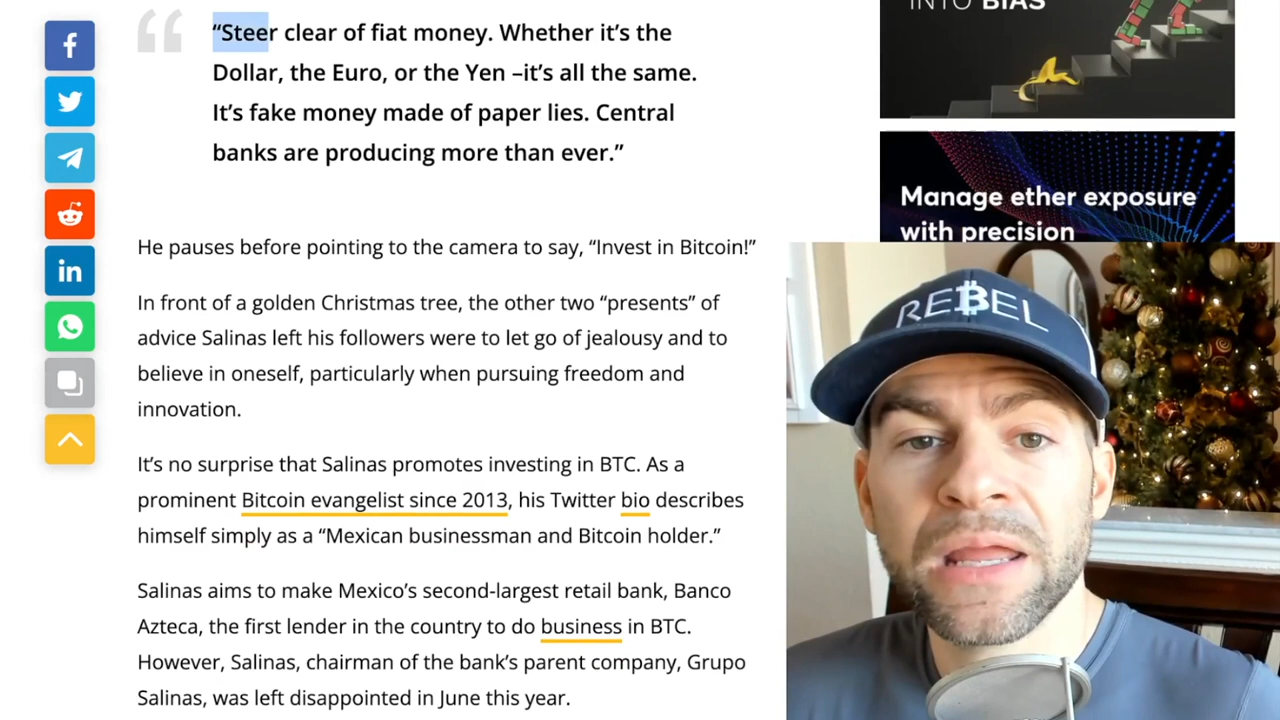 INTO BIAS
“Steer clear of fiat money. Whether it’s the
Dollar, the Euro, or the Yen –it’s all the same.
It’s fake money made of paper lies. Central
banks are producing more than ever.”
Manage ether exposure
with precision
He pauses before pointing to the camera to say, “Invest in Bitcoin!”
In front of a golden Christmas tree, the other two “presents” of
advice Salinas left his followers were to let go of jealousy and to
believe in oneself, particularly when pursuing freedom and
innovation.
It’s no surprise that Salinas promotes investing in BTC. As a
prominent Bitcoin evangelist since 2013, his Twitter bio describes
himself simply as a “Mexican businessman and Bitcoin holder.”
Salinas aims to make Mexico’s second-largest retail bank, Banco
Azteca, the first lender in the country to do business in BTC.
However, Salinas, chairman of the bank’s parent company, Grupo
Salinas, was left disappointed in June this year.
RE₿EL